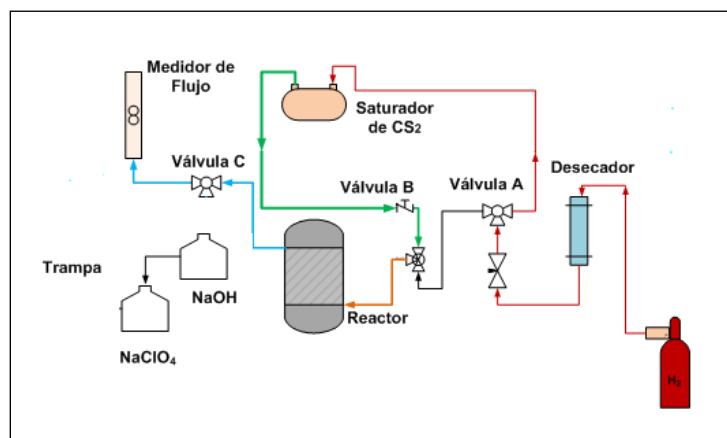 Medidor de
Flujo
Saturador
de CS₂
Válvula C
Válvula B
Válvula A
Desecador
Trampa
NaOH
Reactor
NaClO₄
H₂